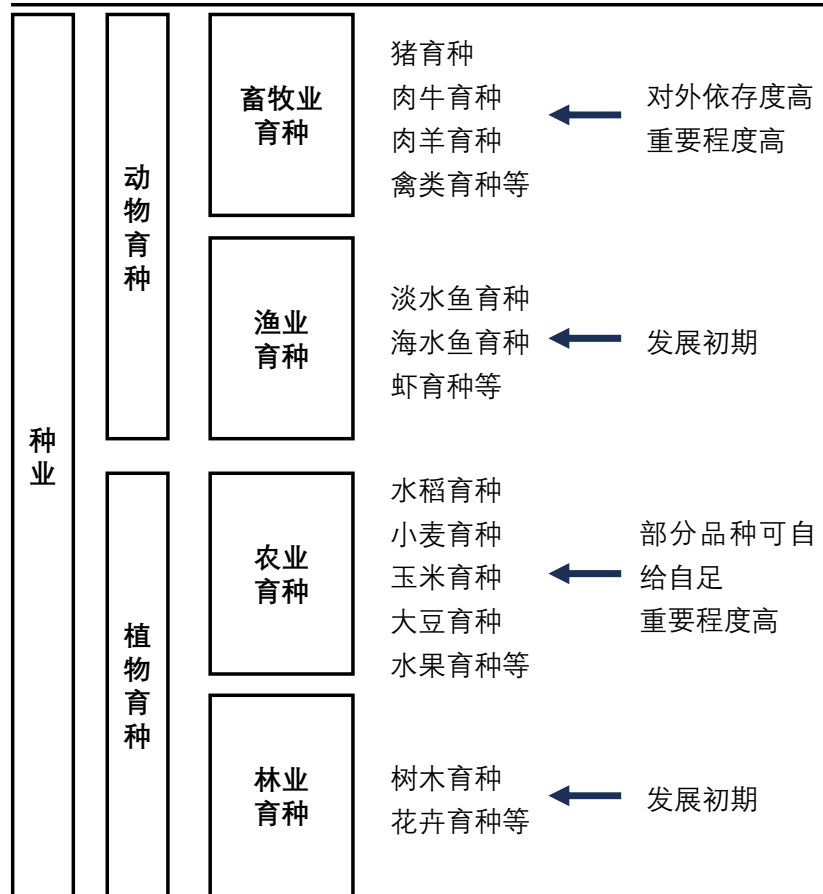 种业
动物育种
畜牧业
育种
猪育种
肉牛育种
肉羊育种
禽类育种等
对外依存度高
重要程度高
渔业
育种
淡水鱼育种
海水鱼育种
虾育种等
发展初期
植物育种
农业
育种
水稻育种
小麦育种
玉米育种
大豆育种
水果育种等
部分品种可自
给自足
重要程度高
林业
育种
树木育种
花卉育种等
发展初期